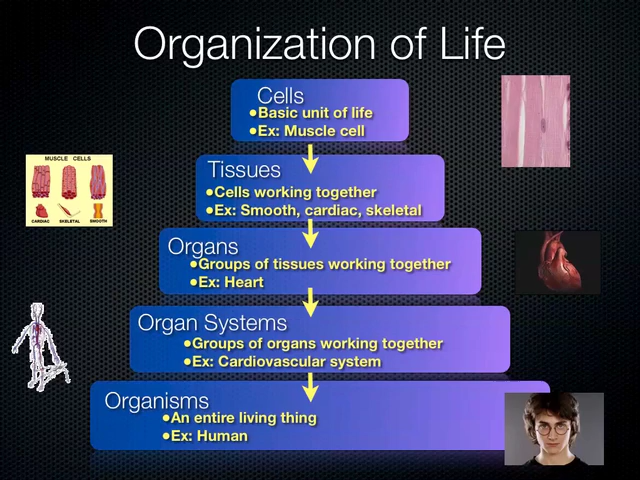 Organization of Life
Cells
•Basic unit of life
•Ex: Muscle cell
Tissues
•Cells working together
•Ex: Smooth, cardiac, skeletal
MUSCLE CELLS
CARDIAC SKELETAL SMOOTH
Organs
•Groups of tissues working together
•Ex: Heart
Organ Systems
•Groups of organs working together
•Ex: Cardiovascular system
Organisms
•An entire living thing
•Ex: Human